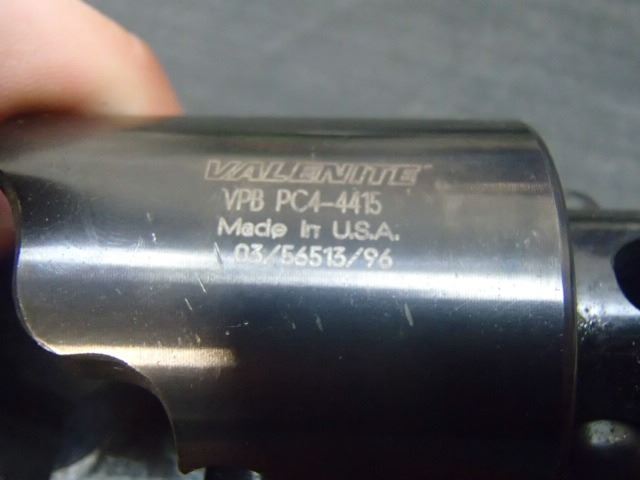 VALENITE
VPB PC4-4415
Made In U.S.A.
03/56513/96